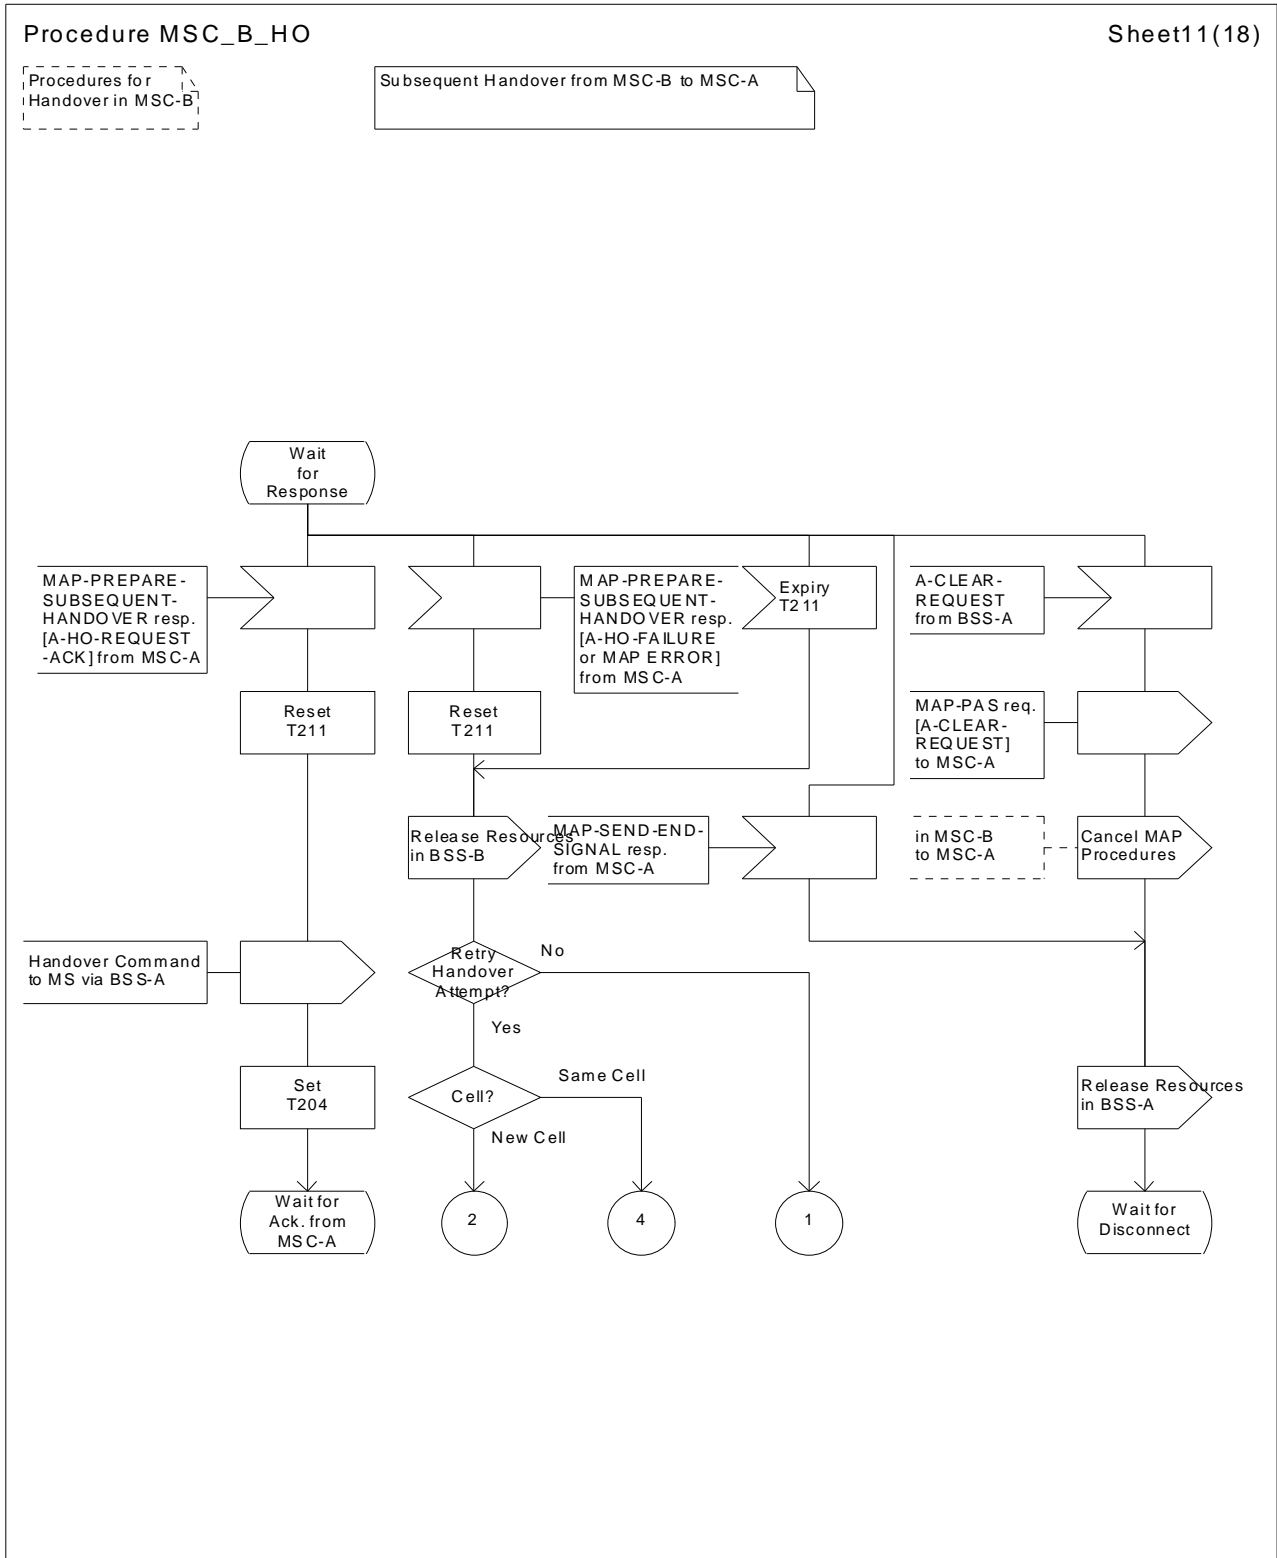 Procedure MSC_B_HO
Sheet11(18)
Procedures for
Handover in MSC-B
Subsequent Handover from MSC-B to MSC-A
Wait
for
Response
MAP-PREPARE-
SUBSEQUENT-
HANDOVER resp.
[A-HO-REQUEST
-ACK] from MSC-A
MAP-PREPARE-
SUBSEQUENT-
HANDOVER resp.
[A-HO-FAILURE
or MAP ERROR]
from MSC-A
Expiry
T211
A-CLEAR-
REQUEST
from BSS-A
Reset
T211
Reset
T211
MAP-PAS req.
[A-CLEAR-
REQUEST]
to MSC-A
Release Resources
in BSS-B
MAP-SEND-END-
SIGNAL resp.
from MSC-A
in MSC-B
to MSC-A
Cancel MAP
Procedures
Handover Command
to MS via BSS-A
Retry
Handover
Attempt?
No
Yes
Set
T204
Cell?
Same Cell
New Cell
Release Resources
in BSS-A
Wait for
Ack. from
MSC-A
2
4
1
Wait for
Disconnect